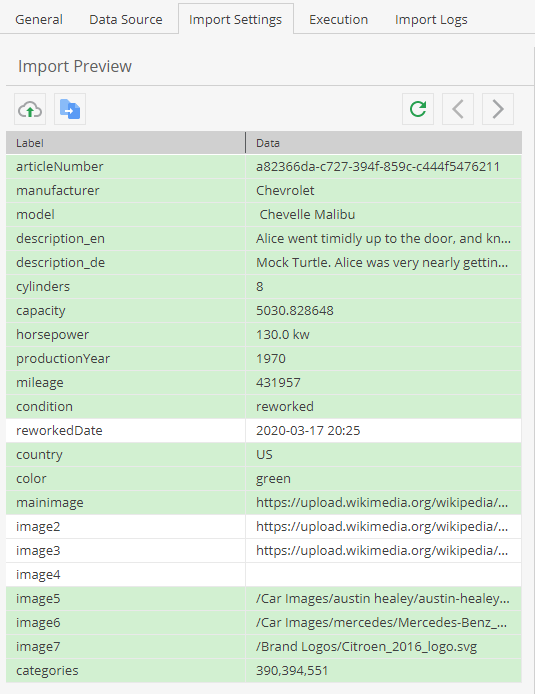 General Data Source Import Settings Execution Import Logs
Import Preview
Label Data
articleNumber a82366da-c727-394f-859c-c444f5476211
manufacturer Chevrolet
model Chevelle Malibu
description_en Alice went timidly up to the door, and kn...
description_de Mock Turtle. Alice was very nearly gettin...
cylinders 8
capacity 5030.828648
horsepower 130.0 kw
productionYear 1970
mileage 431957
condition reworked
reworkedDate 2020-03-17 20:25
country US
color green
mainimage https://upload.wikimedia.org/wikipedia/...
image2 https://upload.wikimedia.org/wikipedia/...
image3 https://upload.wikimedia.org/wikipedia/...
image4
image5 /Car Images/austin healey/austin-healey...
image6 /Car Images/mercedes/Mercedes-Benz_...
image7 /Brand Logos/Citroen_2016_logo.svg
categories 390,394,551